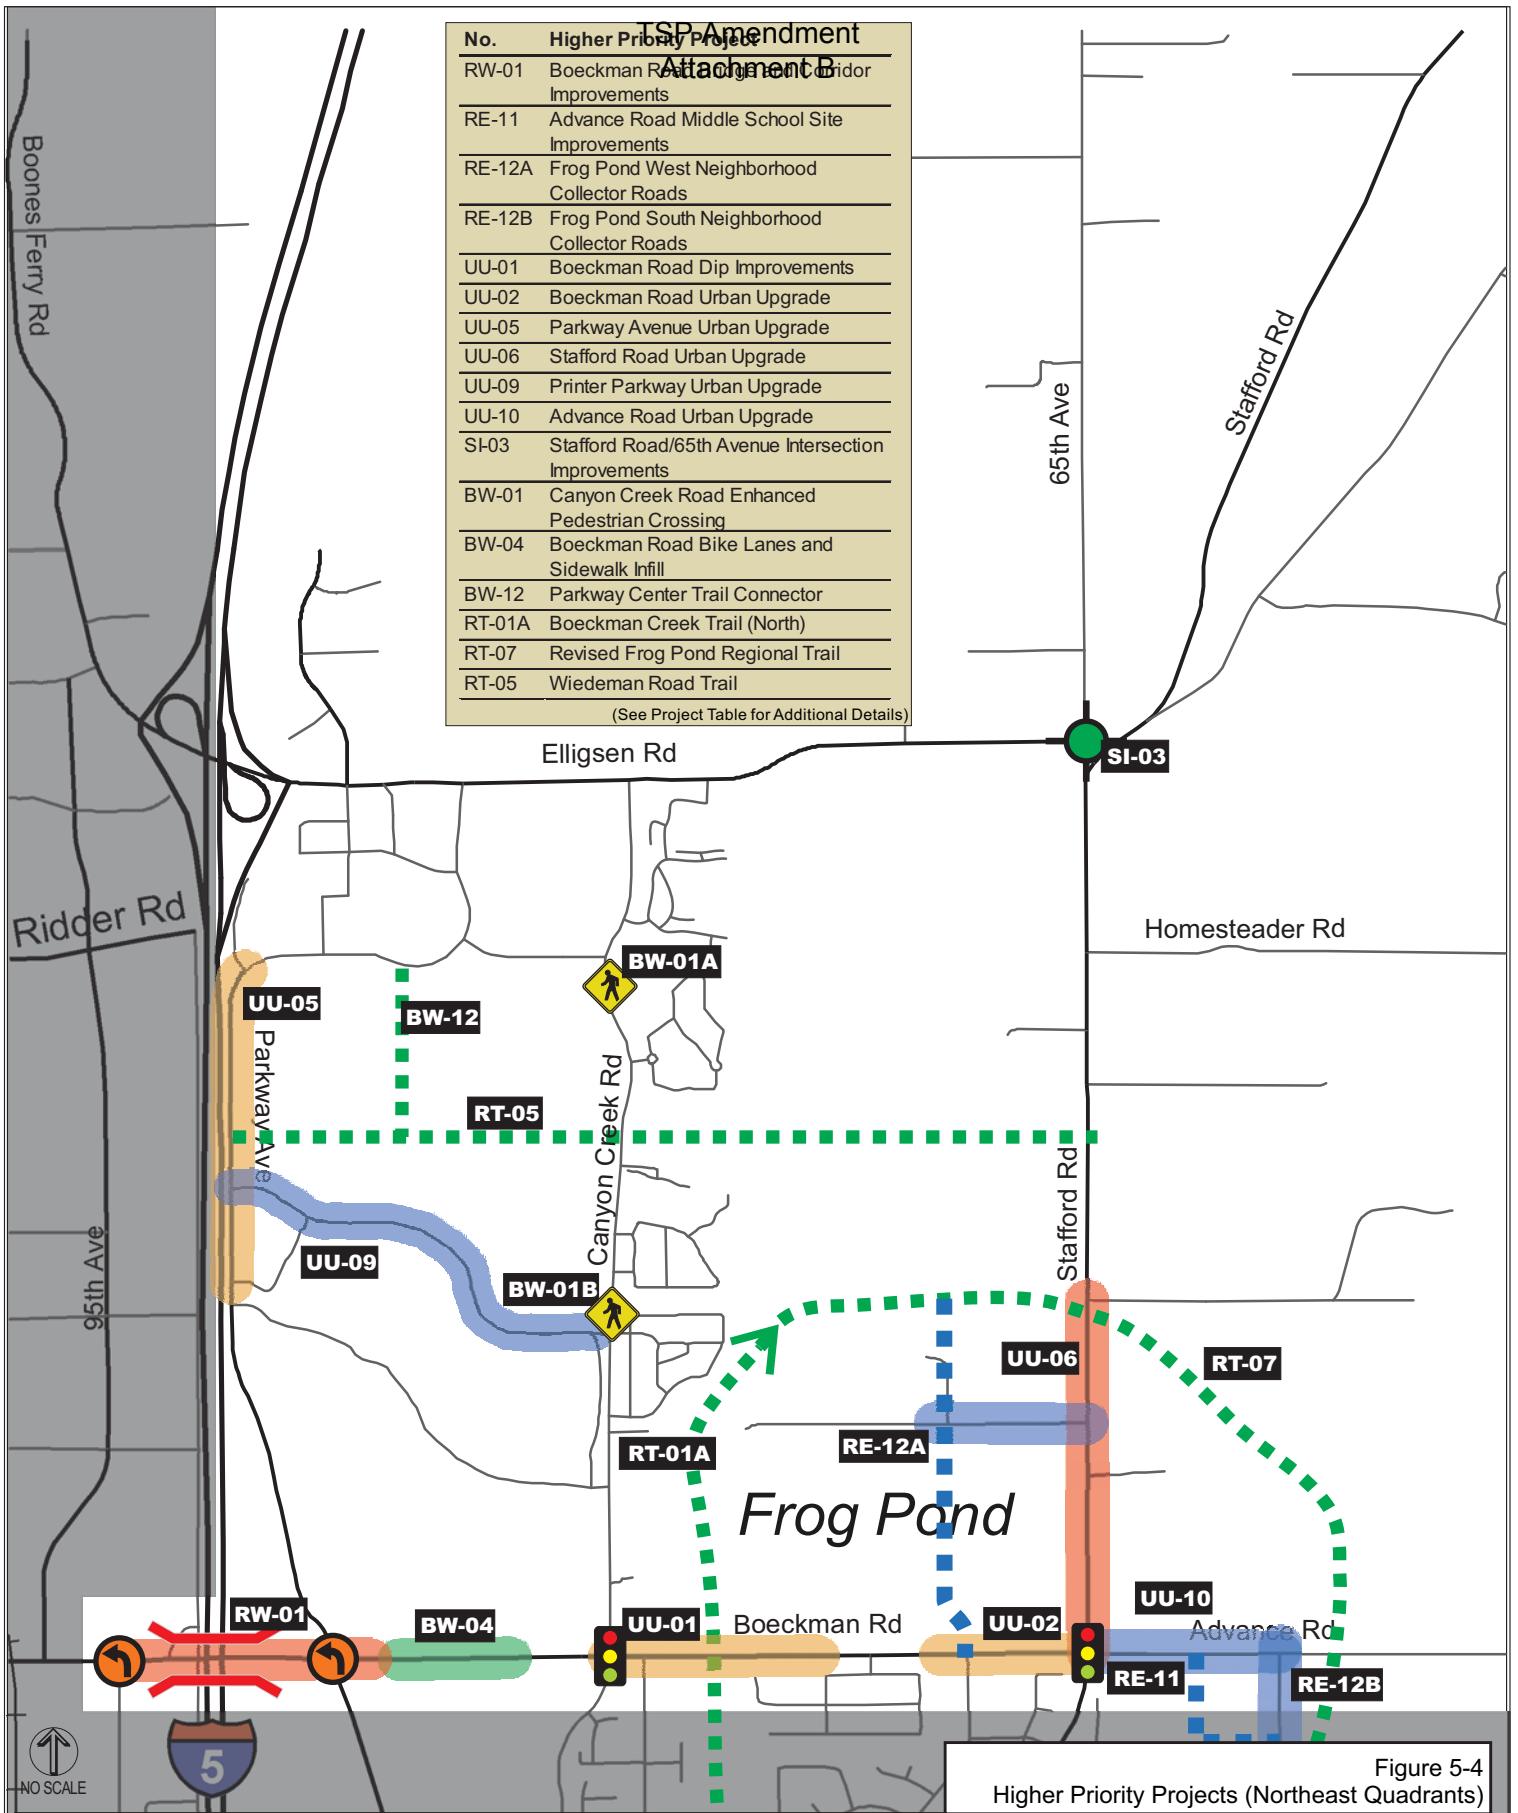 TSP Amendment
Attachment B
No. Higher Priority Project
RW-01 Boeckman Road Bridge and Corridor
Improvements
RE-11 Advance Road Middle School Site
Improvements
RE-12A Frog Pond West Neighborhood
Collector Roads
RE-12B Frog Pond South Neighborhood
Collector Roads
UU-01 Boeckman Road Dip Improvements
UU-02 Boeckman Road Urban Upgrade
UU-05 Parkway Avenue Urban Upgrade
UU-06 Stafford Road Urban Upgrade
UU-09 Printer Parkway Urban Upgrade
UU-10 Advance Road Urban Upgrade
SI-03 Stafford Road/65th Avenue Intersection
Improvements
BW-01 Canyon Creek Road Enhanced
Pedestrian Crossing
BW-04 Boeckman Road Bike Lanes and
Sidewalk Infill
BW-12 Parkway Center Trail Connector
RT-01A Boeckman Creek Trail (North)
RT-07 Revised Frog Pond Regional Trail
RT-05 Wiedeman Road Trail
(See Project Table for Additional Details)
Boones Ferry Rd
Stafford Rd
65th Ave
Elligsen Rd
SI-03
Ridder Rd
Homesteader Rd
BW-01A
UU-05
BW-12
Parkway Ave
Canyon Creek Rd
RT-05
Stafford Rd
95th Ave
UU-09
BW-01B
UU-06
RT-07
RE-12A
RT-01A
Frog Pond
UU-10
RW-01
BW-04
UU-01
Boeckman Rd
UU-02
Advance Rd
RE-11
RE-12B
5
NO SCALE
Figure 5-4
Higher Priority Projects (Northeast Quadrants)